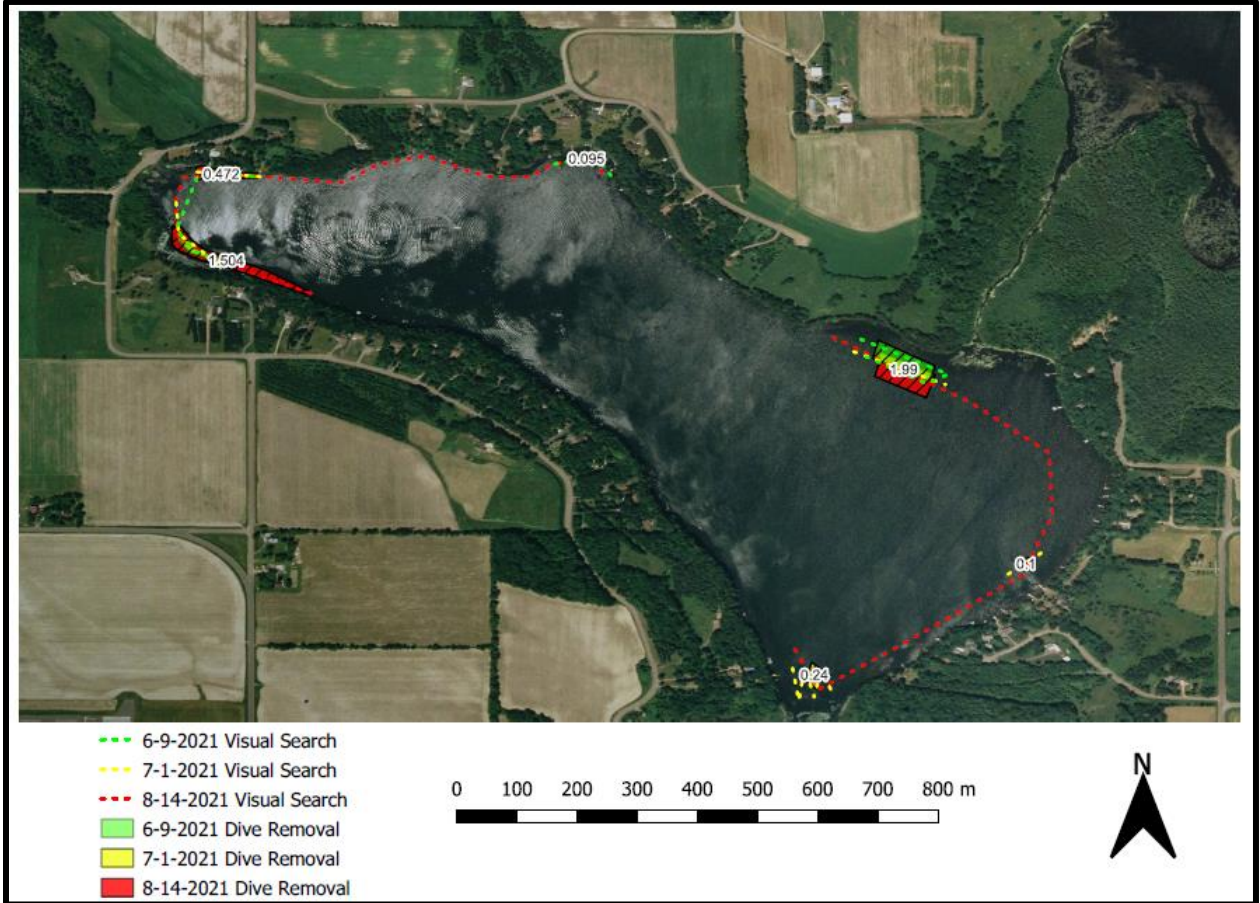 0.472
0.095
1.504
1.99
0.1
0.24
6-9-2021 Visual Search
7-1-2021 Visual Search
8-14-2021 Visual Search
6-9-2021 Dive Removal
7-1-2021 Dive Removal
8-14-2021 Dive Removal
0 100 200 300 400 500 600 700 800 m
N